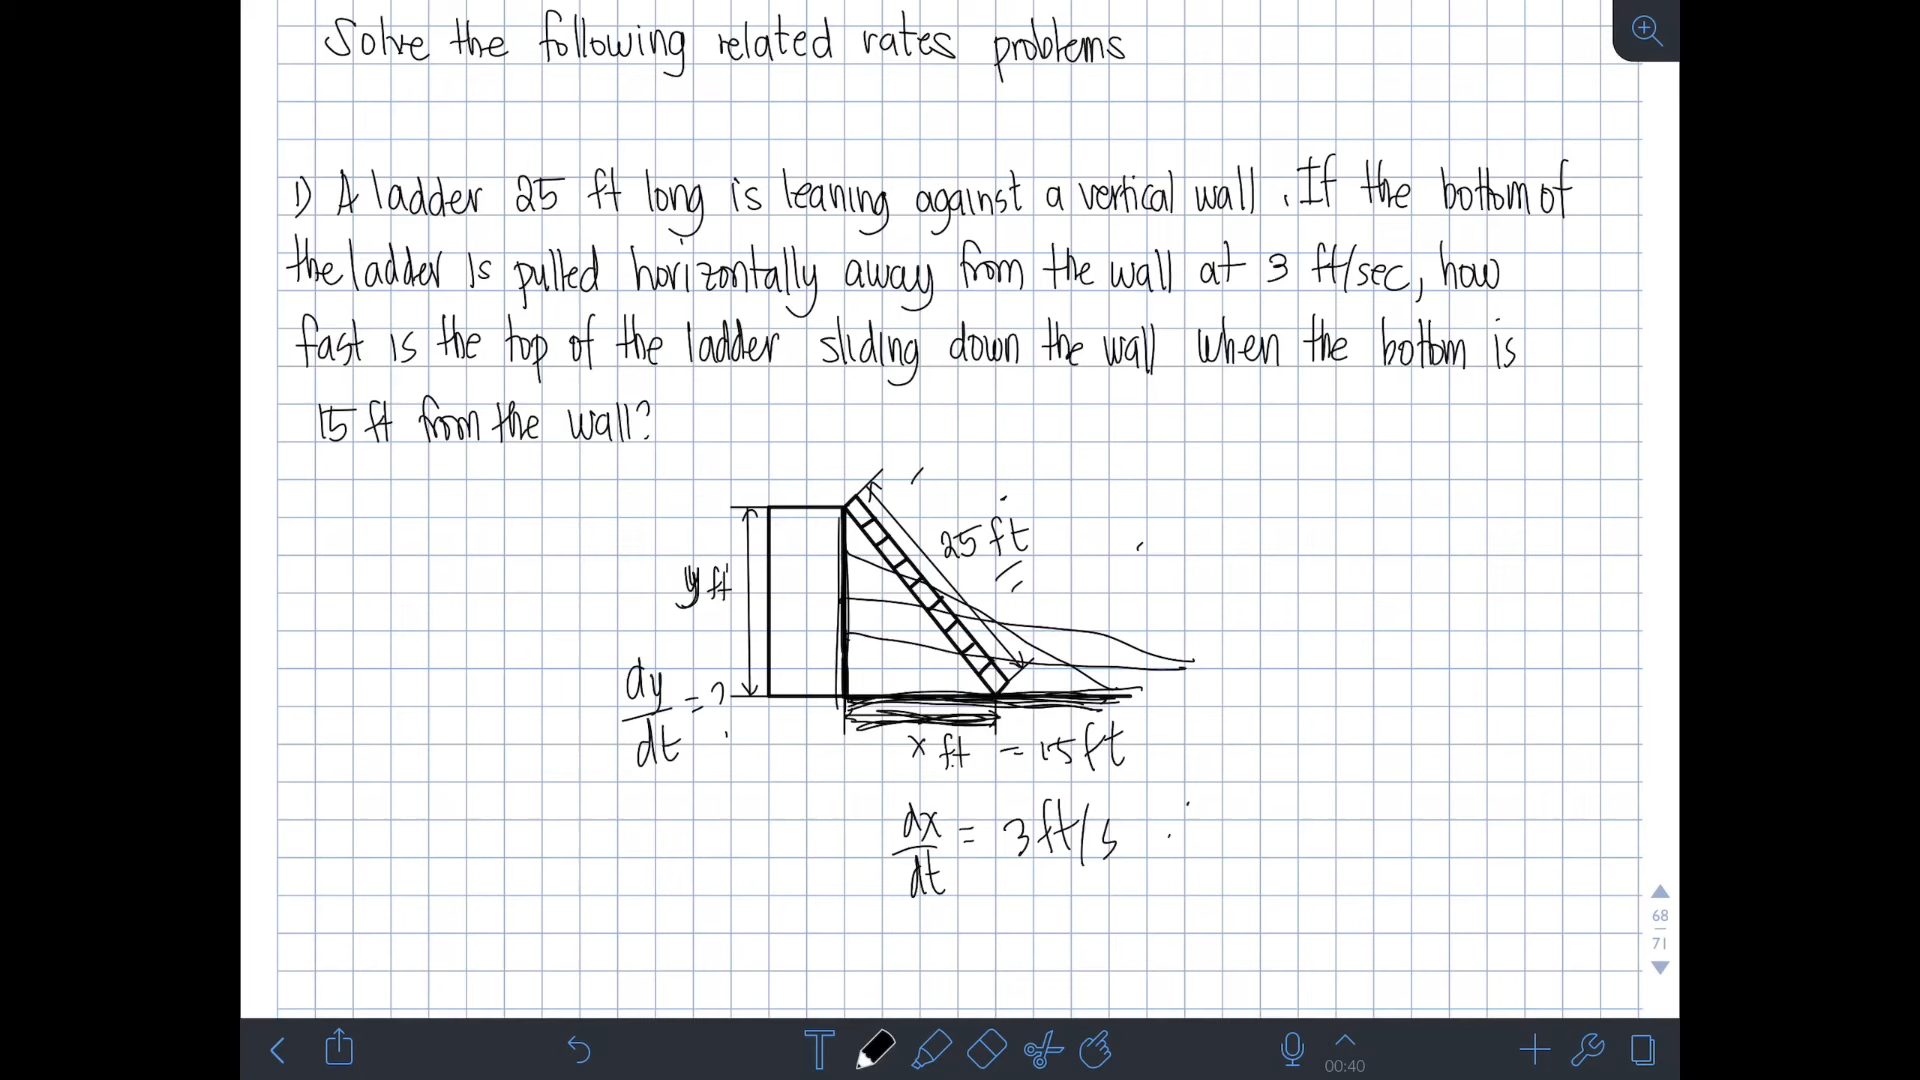 Solve the following related rates problems
1) A ladder 25 ft long is leaning against a vertical wall. If the bottom of
the ladder is pulled horizontally away from the wall at 3 ft/sec, how
fast is the top of the ladder sliding down the wall when the bottom is
15 ft from the wall?
25 ft
y ft
dy/dt = ?
x ft = 15 ft
dx/dt = 3 ft/s
68
71
T
00:40